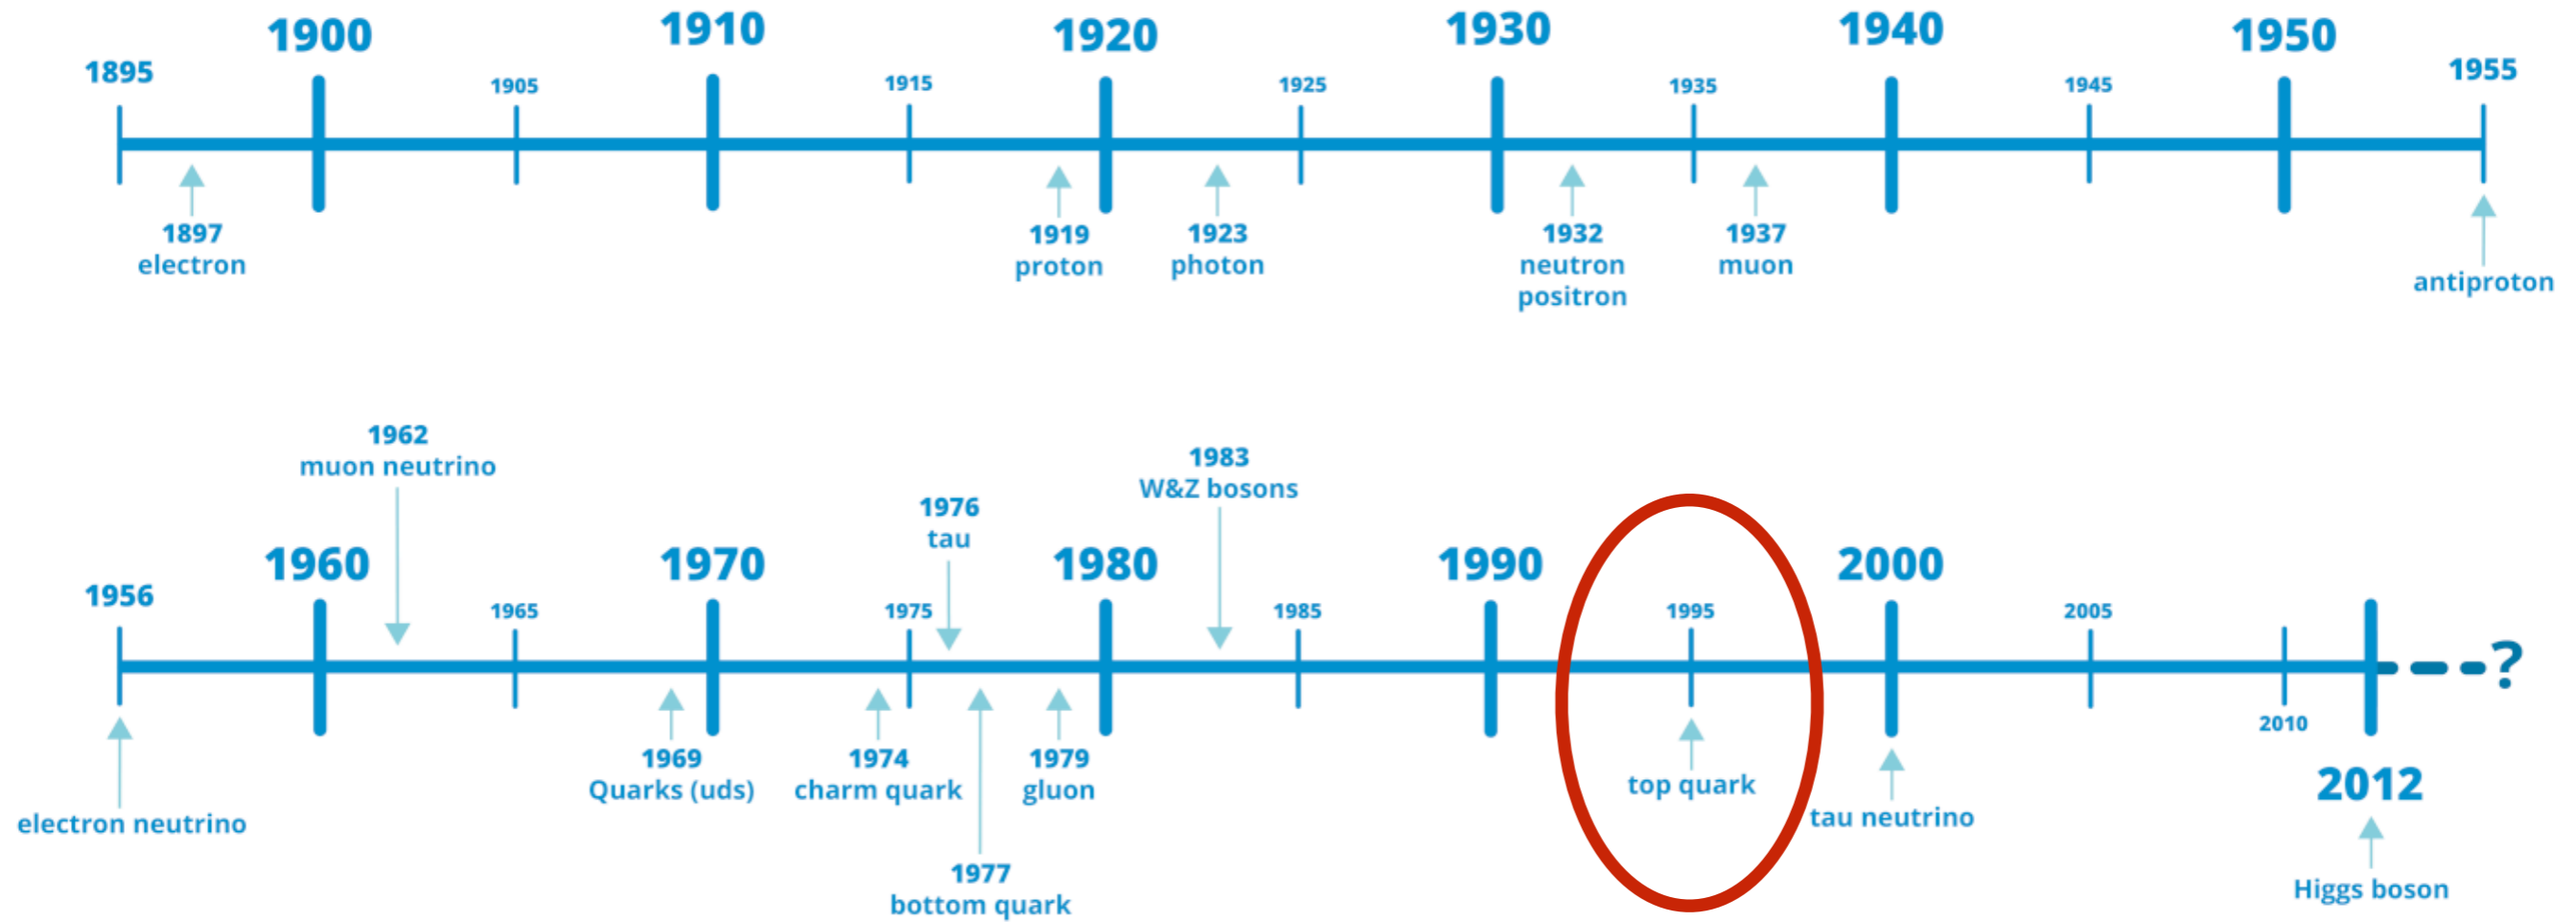 1895
1900
1905
1910
1915
1920
1925
1930
1935
1940
1945
1950
1955
1897
electron
1919
proton
1923
photon
1932
neutron
positron
1937
muon
antiproton
1962
muon neutrino
1976
tau
1983
W&Z bosons
1956
1960
1965
1970
1975
1980
1985
1990
1995
2000
2005
2010
?
electron neutrino
1969
Quarks (uds)
1974
charm quark
1977
bottom quark
1979
gluon
top quark
tau neutrino
2012
Higgs boson